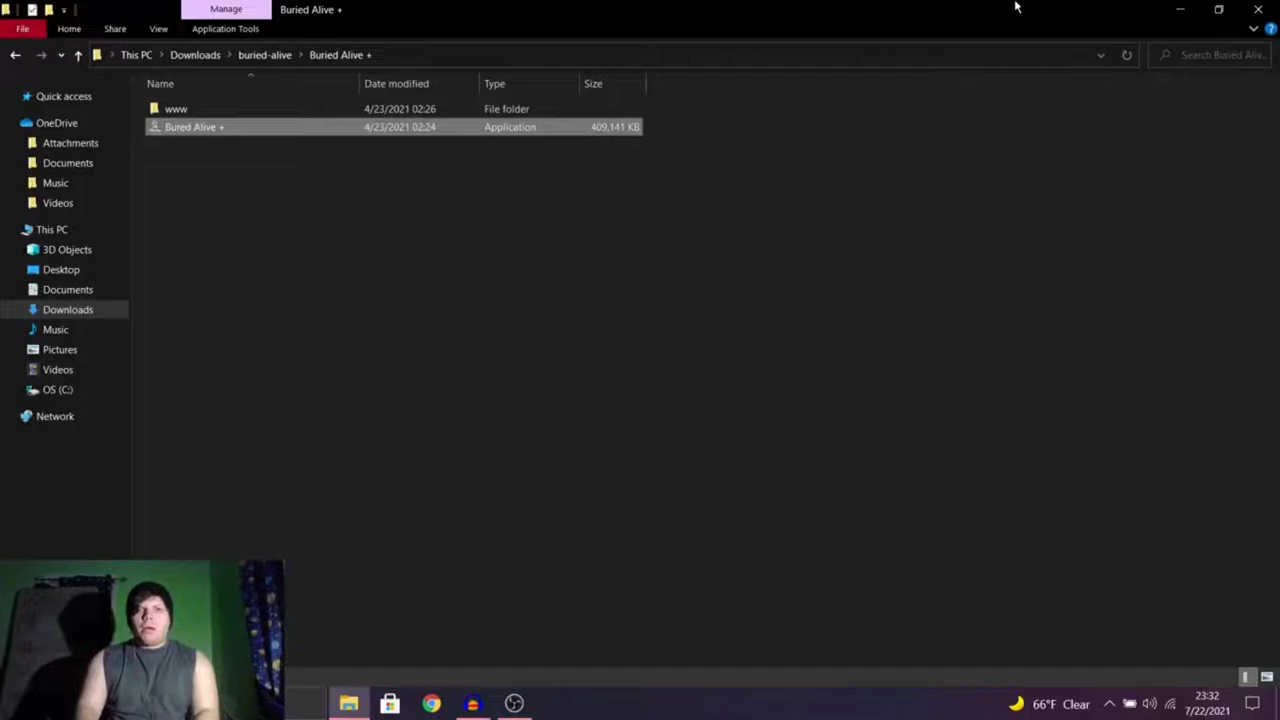 Manage
Buried Alive +
File
Home
Share
View
Application Tools
This PC
Downloads
buried-alive
Buried Alive +
Search Buried Aliv...
Name
Date modified
Type
Size
www
4/23/2021 02:26
File folder
Bured Alive +
4/23/2021 02:24
Application
409,141 KB
Quick access
OneDrive
Attachments
Documents
Music
Videos
This PC
3D Objects
Desktop
Documents
Downloads
Music
Pictures
Videos
OS (C:)
Network
66°F Clear
23:32
7/22/2021